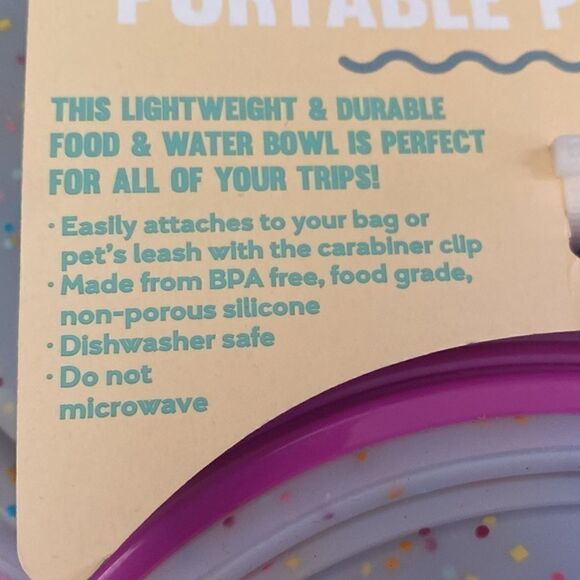 PORTABLE P
THIS LIGHTWEIGHT & DURABLE
FOOD & WATER BOWL IS PERFECT
FOR ALL OF YOUR TRIPS!
· Easily attaches to your bag or
pet's leash with the carabiner clip
· Made from BPA free, food grade,
non-porous silicone
· Dishwasher safe
· Do not
microwave